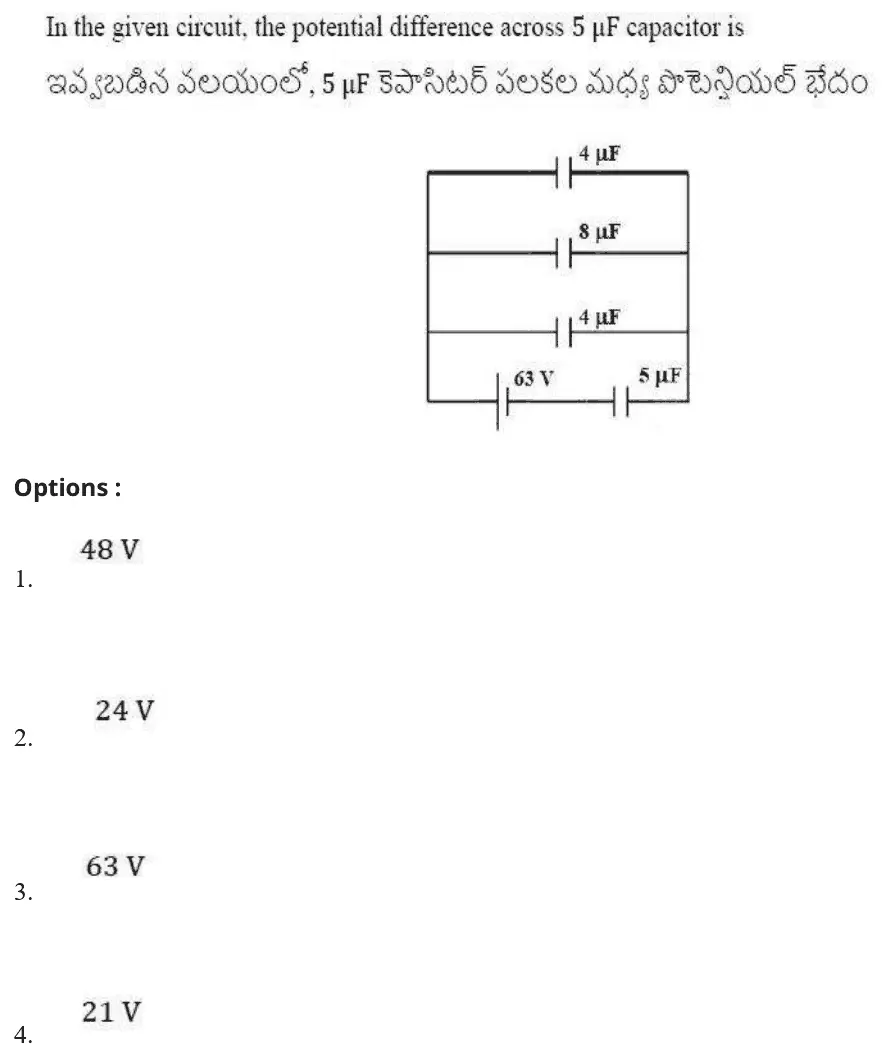 In the given circuit, the potential difference across 5 μF capacitor is
ఇవ్వబడిన వలయంలో, 5 μF కెపాసిటర్ పలకల మధ్య పొటెన్షియల్ భేదం
4 μF
8 μF
4 μF
63 V
5 μF
Options :
48 V
1.
24 V
2.
63 V
3.
21 V
4.